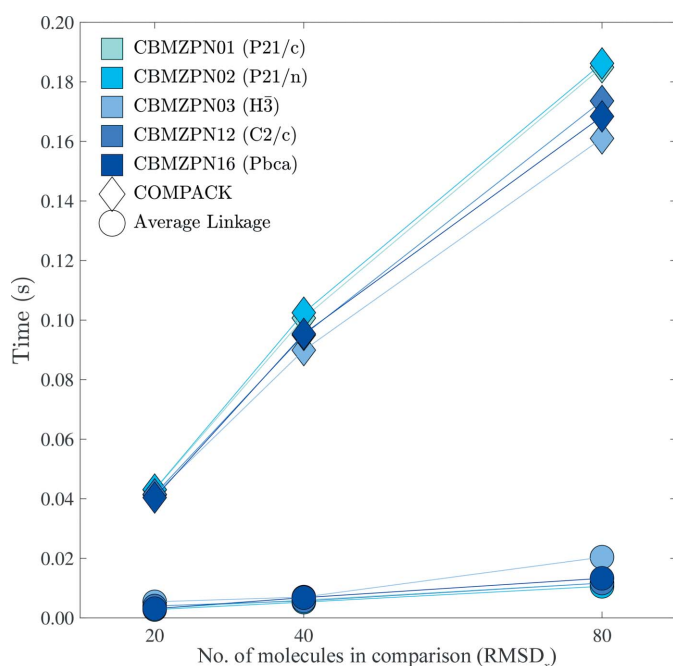 0.20
0.18
0.16
0.14
0.12
0.10
0.08
0.06
0.04
0.02
0.00
Time (s)
CBMZPN01 (P21/c)
CBMZPN02 (P21/n)
CBMZPN03 (H3̄)
CBMZPN12 (C2/c)
CBMZPN16 (Pbca)
COMPACK
Average Linkage
20 40 80
No. of molecules in comparison (RMSDᵣ)